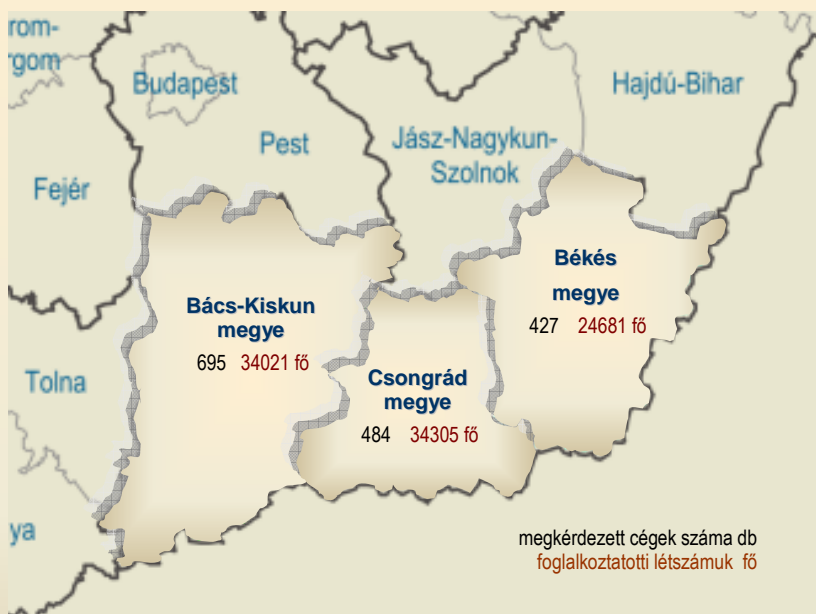 rom-
rgom
Budapest
Hajdú-Bihar
Pest
Jász-Nagykun-
Szolnok
Fejér
Békés
megye
427 24681 fő
Bács-Kiskun
megye
695 34021 fő
Tolna
Csongrád
megye
484 34305 fő
ya
megkérdezett cégek száma db
foglalkoztatotti létszámuk fő